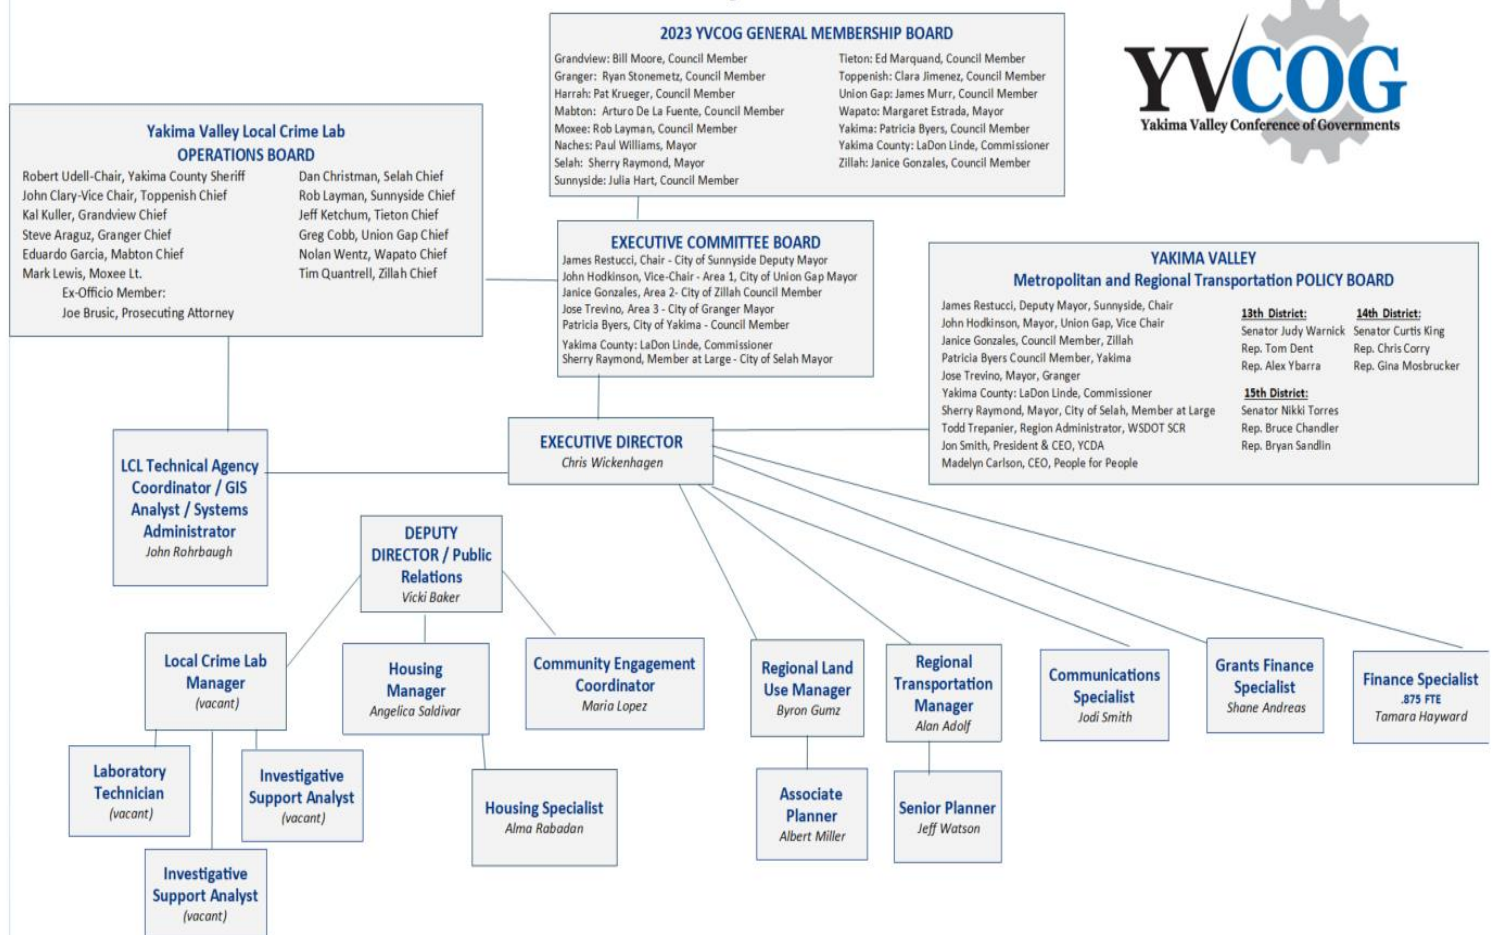 2023 YVCOG GENERAL MEMBERSHIP BOARD
Grandview: Bill Moore, Council Member
Granger: Ryan Stonemetz, Council Member
Harrah: Pat Krueger, Council Member
Mabton: Arturo De La Fuente, Council Member
Moxee: Rob Layman, Council Member
Naches: Paul Williams, Mayor
Selah: Sherry Raymond, Mayor
Sunnyside: Julia Hart, Council Member
Tieton: Ed Marquand, Council Member
Toppenish: Clara Jimenez, Council Member
Union Gap: James Murr, Council Member
Wapato: Margaret Estrada, Mayor
Yakima: Patricia Byers, Council Member
Yakima County: LaDon Linde, Commissioner
Zillah: Janice Gonzales, Council Member
YVCOG
Yakima Valley Conference of Governments
Yakima Valley Local Crime Lab
OPERATIONS BOARD
Robert Udell-Chair, Yakima County Sheriff
John Clary-Vice Chair, Toppenish Chief
Kal Kuller, Grandview Chief
Steve Araguz, Granger Chief
Eduardo Garcia, Mabton Chief
Mark Lewis, Moxee Lt.
Ex-Officio Member:
Joe Brusic, Prosecuting Attorney
Dan Christman, Selah Chief
Rob Layman, Sunnyside Chief
Jeff Ketchum, Tieton Chief
Greg Cobb, Union Gap Chief
Nolan Wentz, Wapato Chief
Tim Quantrell, Zillah Chief
EXECUTIVE COMMITTEE BOARD
James Restucci, Chair - City of Sunnyside Deputy Mayor
John Hodkinson, Vice-Chair - Area 1, City of Union Gap Mayor
Janice Gonzales, Area 2- City of Zillah Council Member
Jose Trevino, Area 3 - City of Granger Mayor
Patricia Byers, City of Yakima - Council Member
Yakima County: LaDon Linde, Commissioner
Sherry Raymond, Member at Large - City of Selah Mayor
YAKIMA VALLEY
Metropolitan and Regional Transportation POLICY BOARD
James Restucci, Deputy Mayor, Sunnyside, Chair
John Hodkinson, Mayor, Union Gap, Vice Chair
Janice Gonzales, Council Member, Zillah
Patricia Byers Council Member, Yakima
Jose Trevino, Mayor, Granger
Yakima County: LaDon Linde, Commissioner
Sherry Raymond, Mayor, City of Selah, Member at Large
Todd Trepanier, Region Administrator, WSDOT SCR
Jon Smith, President & CEO, YCDA
Madelyn Carlson, CEO, People for People
13th District:
Senator Judy Warnick
Rep. Tom Dent
Rep. Alex Ybarra
14th District:
Senator Curtis King
Rep. Chris Corry
Rep. Gina Mosbrucker
15th District:
Senator Nikki Torres
Rep. Bruce Chandler
Rep. Bryan Sandlin
EXECUTIVE DIRECTOR
Chris Wickenhagen
LCL Technical Agency
Coordinator / GIS
Analyst / Systems
Administrator
John Rohrbaugh
DEPUTY
DIRECTOR / Public
Relations
Vicki Baker
Local Crime Lab
Manager
(vacant)
Housing
Manager
Angelica Saldivar
Community Engagement
Coordinator
Maria Lopez
Regional Land
Use Manager
Byron Gumz
Regional
Transportation
Manager
Alan Adolf
Communications
Specialist
Jodi Smith
Grants Finance
Specialist
Shane Andreas
Finance Specialist
.875 FTE
Tamara Hayward
Laboratory
Technician
(vacant)
Investigative
Support Analyst
(vacant)
Housing Specialist
Alma Rabadan
Associate
Planner
Albert Miller
Senior Planner
Jeff Watson
Investigative
Support Analyst
(vacant)